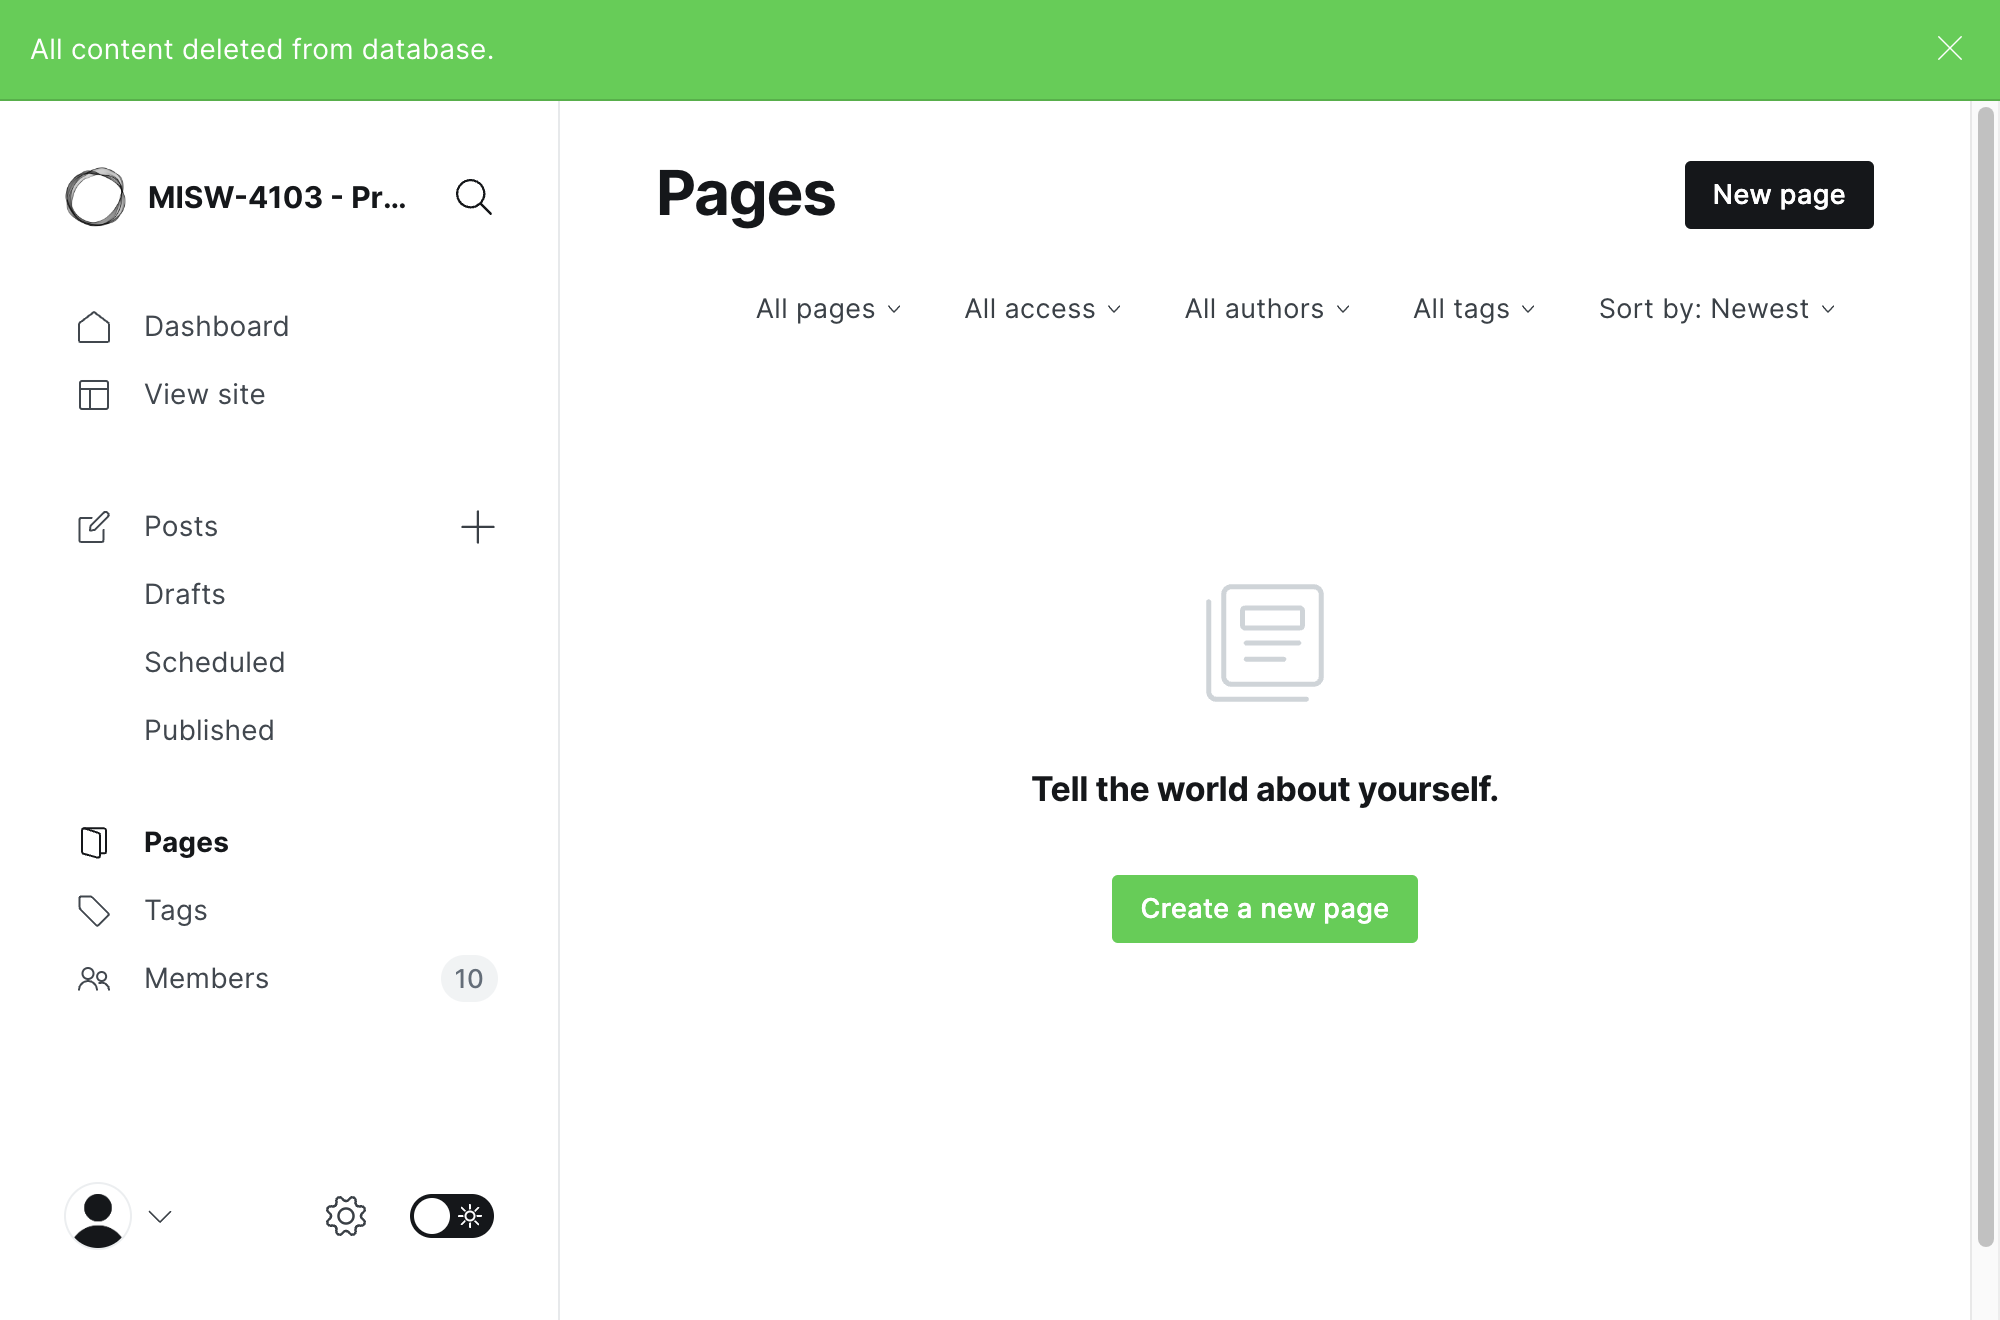 All content deleted from database.
MISW-4103 - Pr...
Dashboard
View site
Posts
Drafts
Scheduled
Published
Pages
Tags
Members 10
Pages
New page
All pages All access All authors All tags Sort by: Newest
Tell the world about yourself.
Create a new page